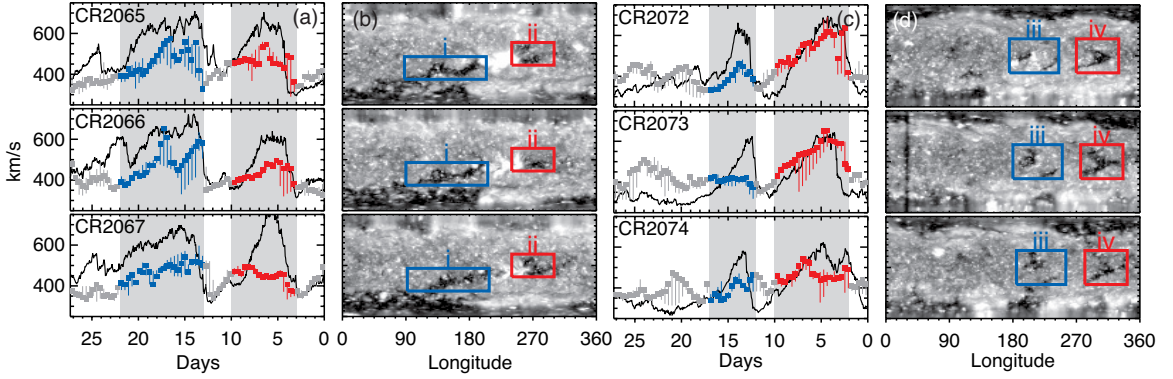 CR2065
(a)
(b)
i
ii
CR2072
(c)
(d)
iii
iv
600
400
CR2066
i
ii
CR2073
iii
iv
600
400
km/s
CR2067
i
ii
CR2074
iii
iv
600
400
25 20 15 10 5 0
0 90 180 270 360
25 20 15 10 5 0
0 90 180 270 360
Days
Longitude
Days
Longitude